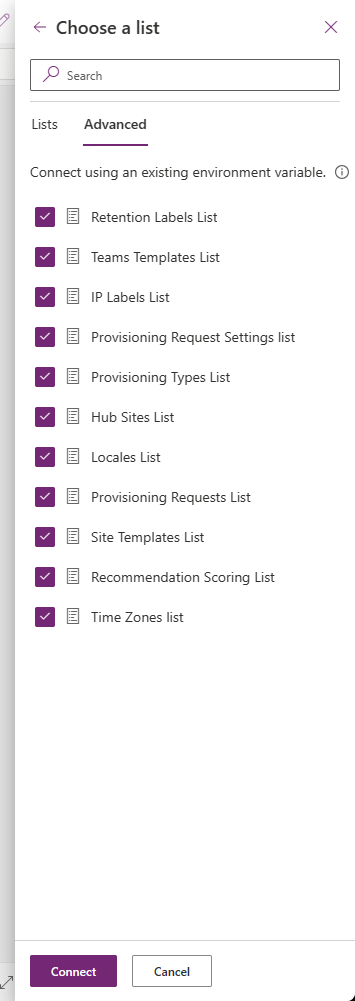 Choose a list
Search
Lists Advanced
Connect using an existing environment variable.
Retention Labels List
Teams Templates List
IP Labels List
Provisioning Request Settings list
Provisioning Types List
Hub Sites List
Locales List
Provisioning Requests List
Site Templates List
Recommendation Scoring List
Time Zones list
Connect Cancel